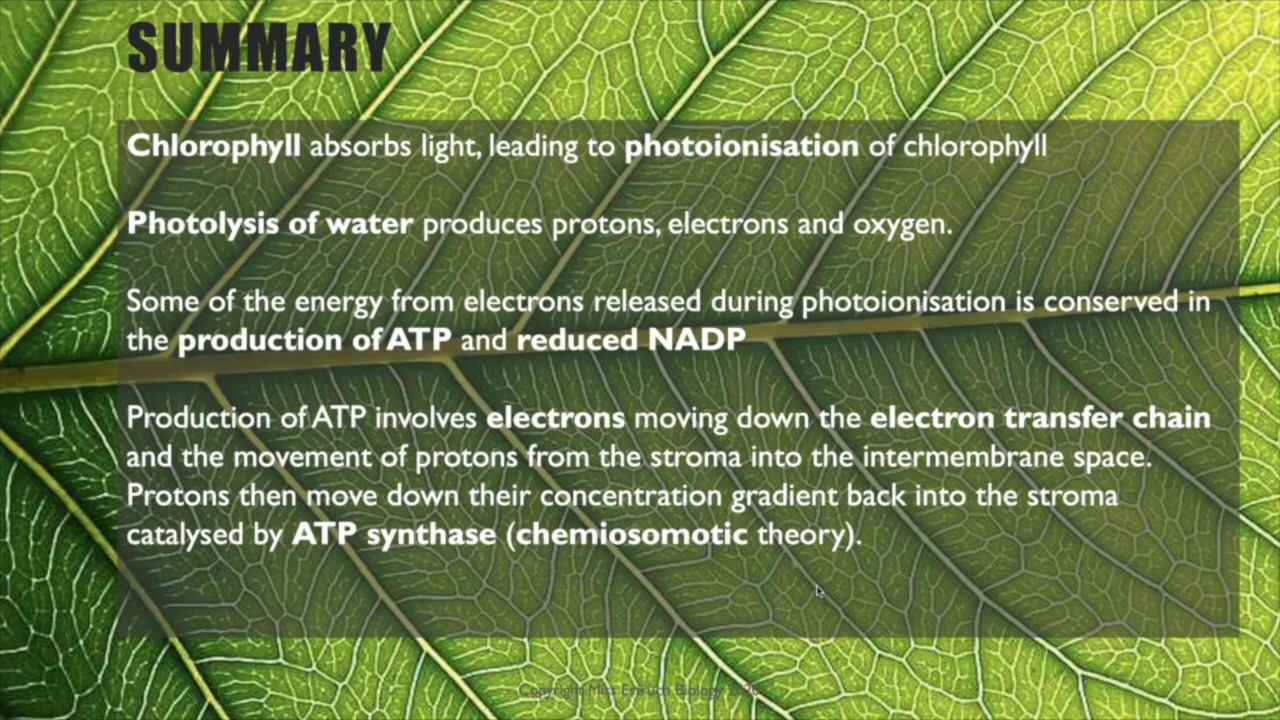 SUMMARY
Chlorophyll absorbs light, leading to photoionisation of chlorophyll
Photolysis of water produces protons, electrons and oxygen.
Some of the energy from electrons released during photoionisation is conserved in
the production of ATP and reduced NADP
Production of ATP involves electrons moving down the electron transfer chain
and the movement of protons from the stroma into the intermembrane space.
Protons then move down their concentration gradient back into the stroma
catalysed by ATP synthase (chemiosomotic theory).
Copyright Miss Estruch Biology